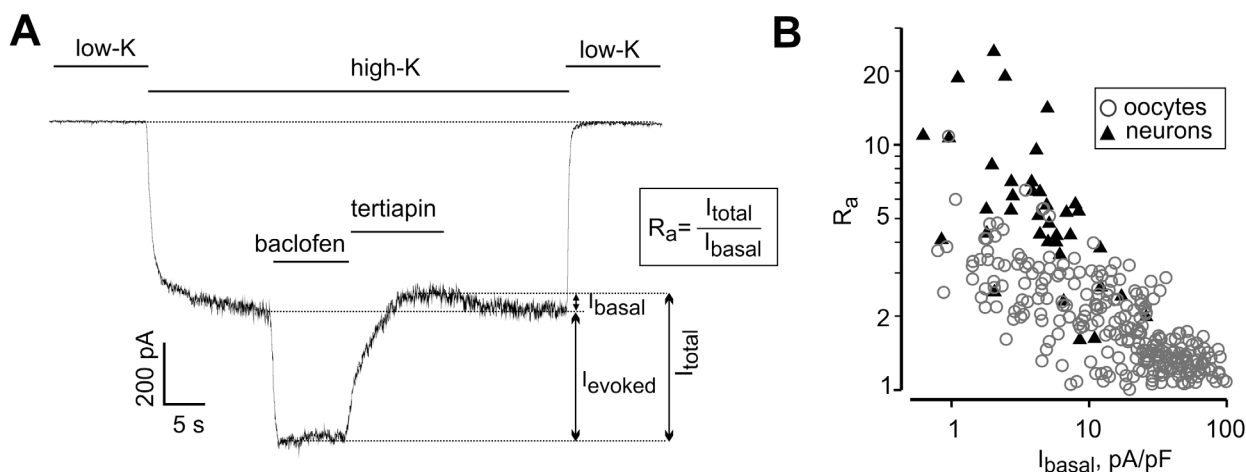 A
low-K
low-K
high-K
tertiapin
baclofen
Ra = Itotal / Ibasal
Ibasal
Itotal
Ievoked
200 pA
5 s
B
oocytes
neurons
20
10
5
2
1
Ra
1 10 100
Ibasal, pA/pF